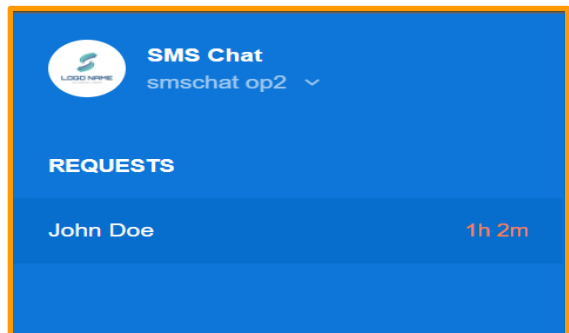 SMS Chat
LOGO NAME
smschat op2
REQUESTS
John Doe 1h 2m